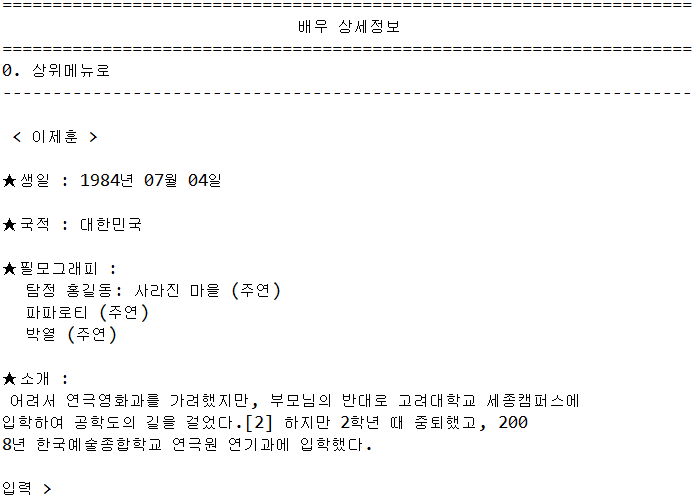 =====================================================================
배우 상세정보
=====================================================================
0. 상위메뉴로
---------------------------------------------------------------------
< 이제훈 >
★생일 : 1984년 07월 04일
★국적 : 대한민국
★필모그래피 :
탐정 홍길동: 사라진 마을 (주연)
파파로티 (주연)
박열 (주연)
★소개 :
어려서 연극영화과를 가려했지만, 부모님의 반대로 고려대학교 세종캠퍼스에
입학하여 공학도의 길을 걸었다.[2] 하지만 2학년 때 중퇴했고, 200
8년 한국예술종합학교 연극원 연기과에 입학했다.
입력 >